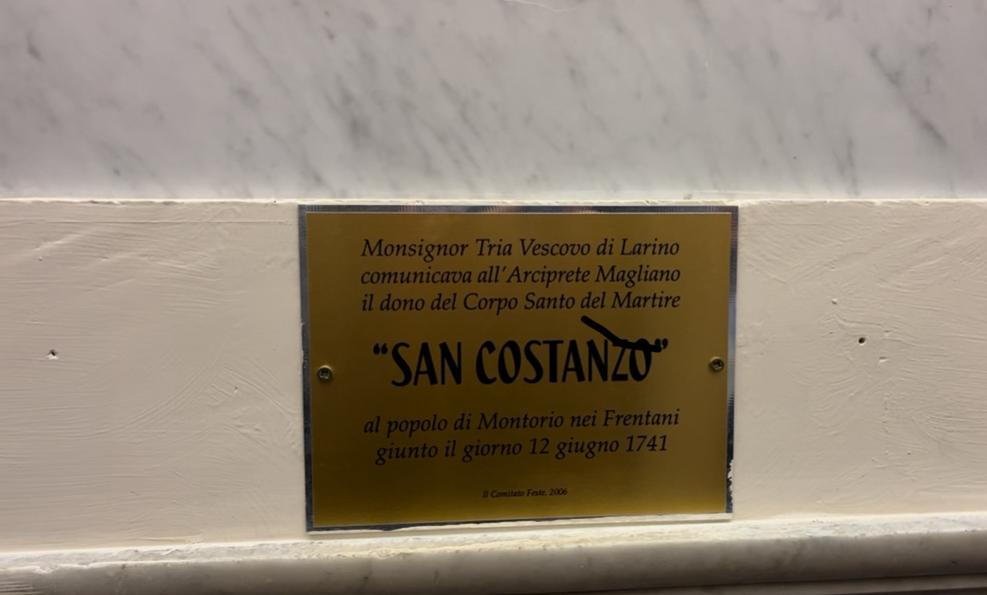 Monsignor Tria Vescovo di Larino
comunicava all'Arciprete Magliano
il dono del Corpo Santo del Martire
“SAN COSTANZO”
al popolo di Montorio nei Frentani
giunto il giorno 12 giugno 1741
Il Comitato Feste, 2006